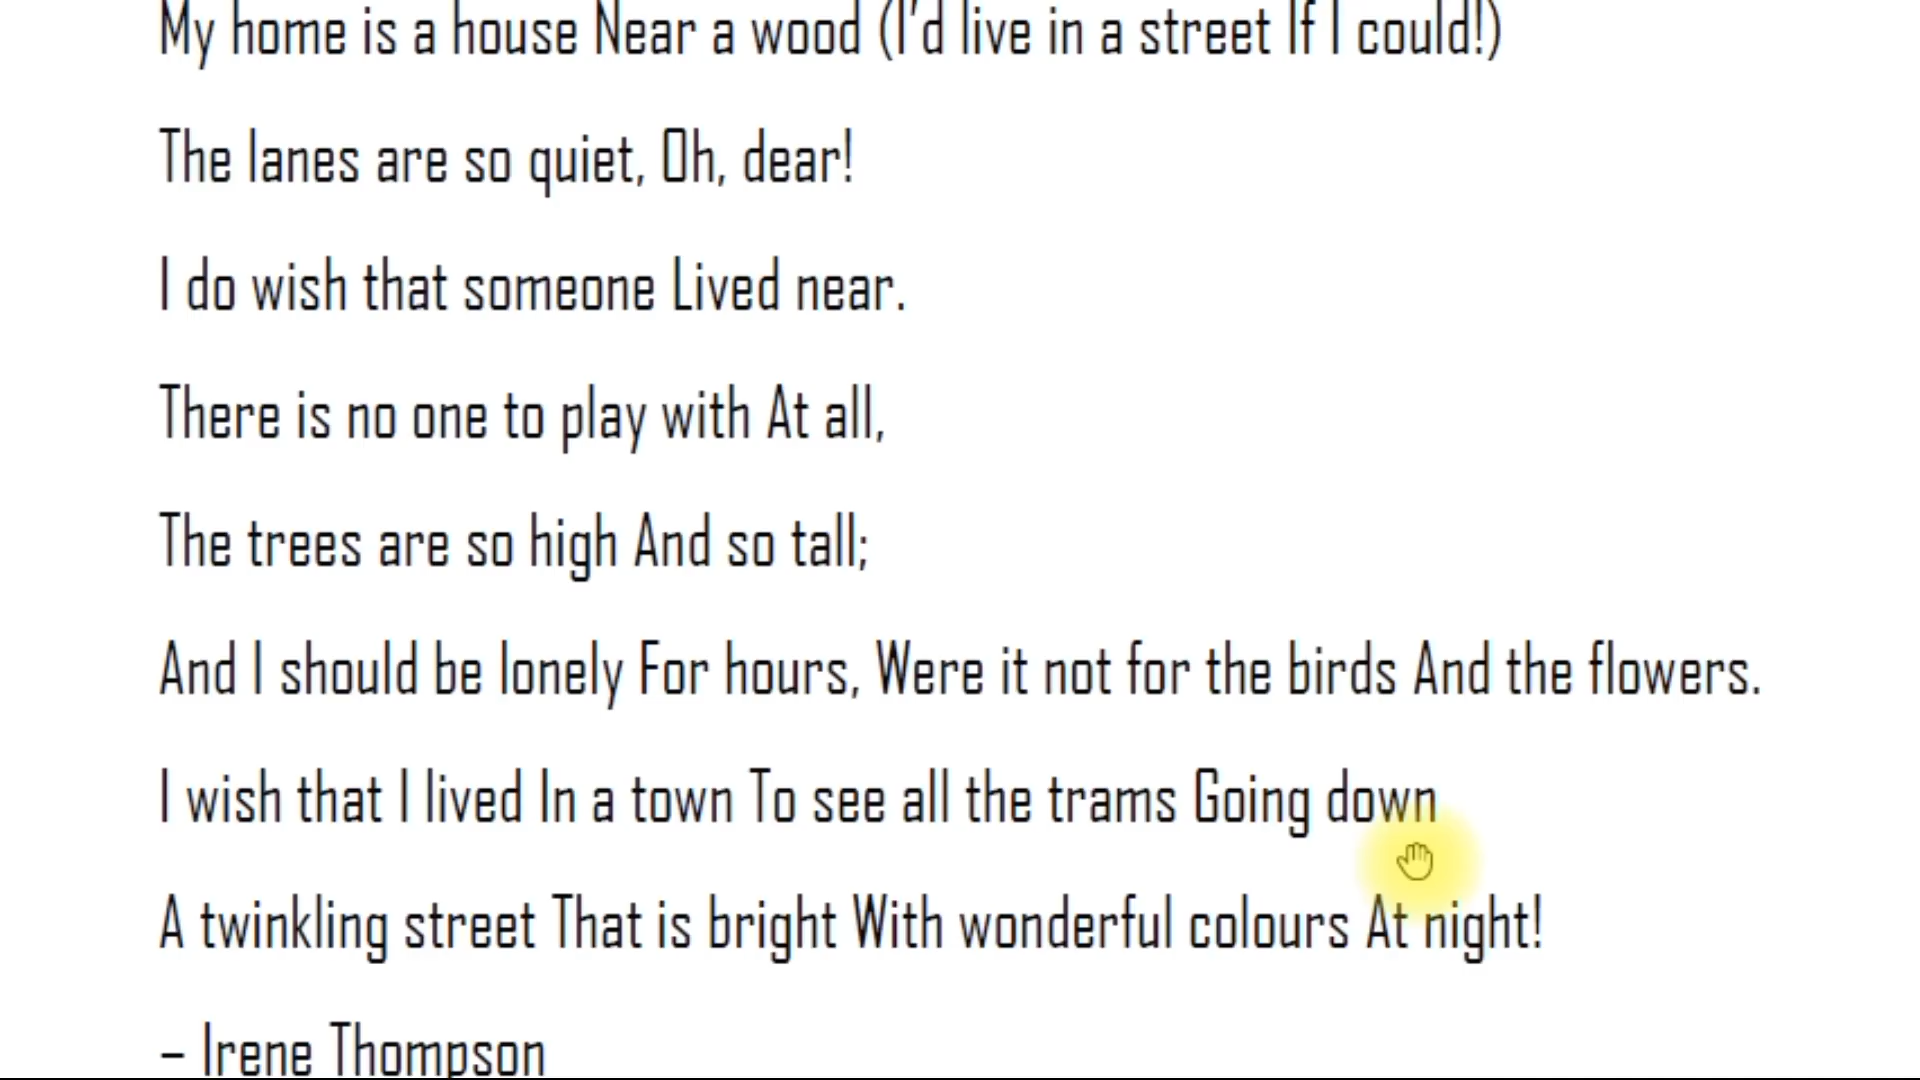 My home is a house Near a wood (I'd live in a street If I could!)
The lanes are so quiet, Oh, dear!
I do wish that someone Lived near.
There is no one to play with At all,
The trees are so high And so tall;
And I should be lonely For hours, Were it not for the birds And the flowers.
I wish that I lived In a town To see all the trams Going down
A twinkling street That is bright With wonderful colours At night!
– Irene Thompson